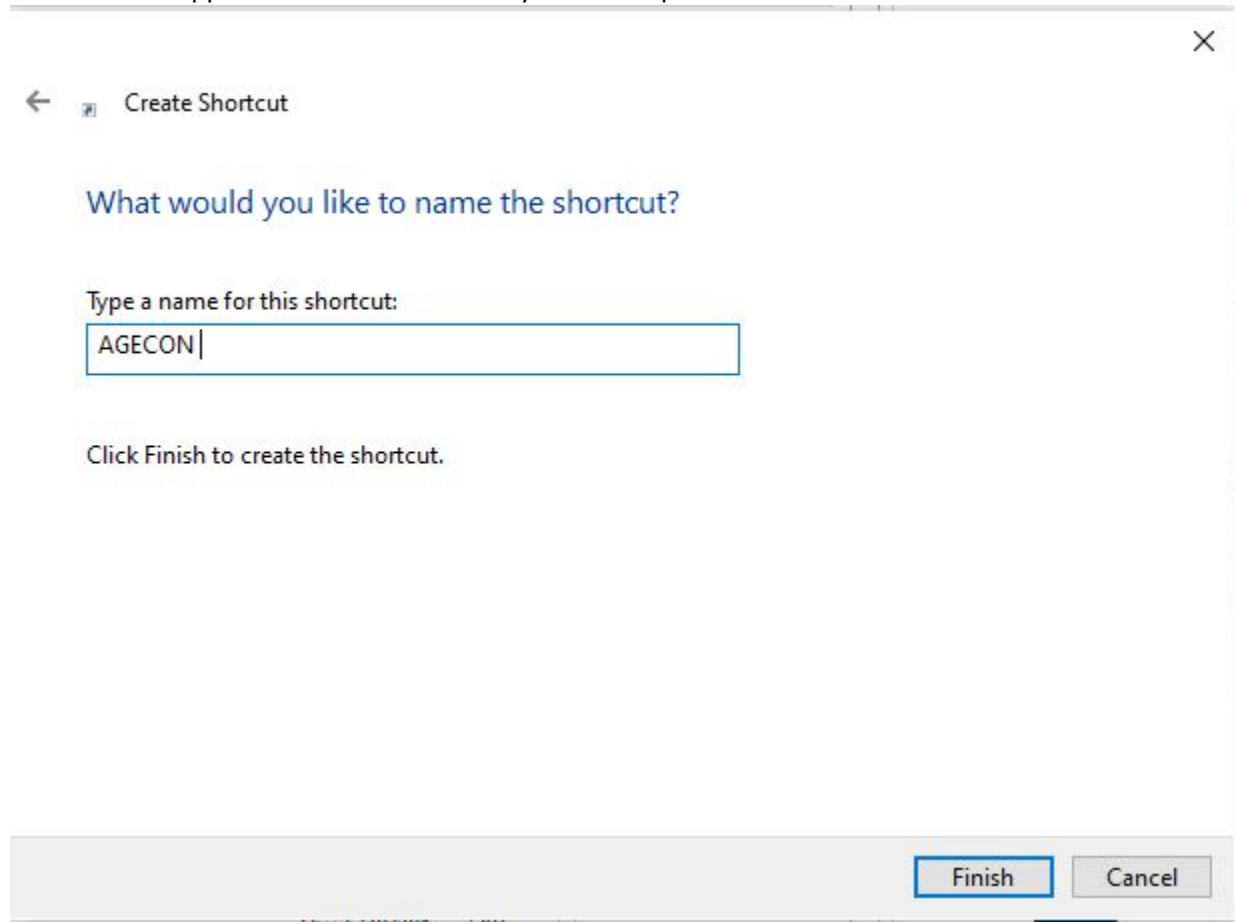 Create Shortcut
What would you like to name the shortcut?
Type a name for this shortcut:
AGECON
Click Finish to create the shortcut.
Finish Cancel